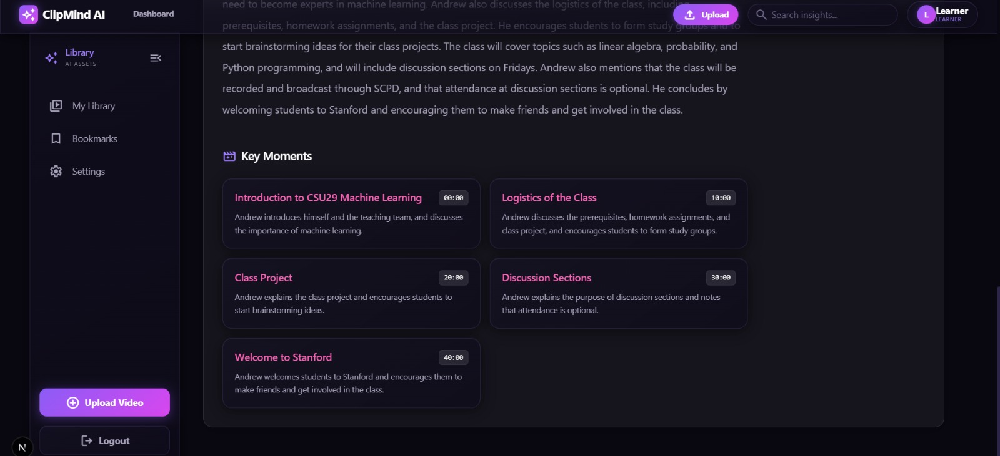 ClipMind AI
Dashboard
Upload
Search insights...
L
Learner
LEARNER
Library
AI ASSETS
My Library
Bookmarks
Settings
Upload Video
Logout
N
need to become experts in machine learning. Andrew also discusses the logistics of the class, including
prerequisites, homework assignments, and the class project. He encourages students to form study groups and to
start brainstorming ideas for their class projects. The class will cover topics such as linear algebra, probability, and
Python programming, and will include discussion sections on Fridays. Andrew also mentions that the class will be
recorded and broadcast through SCPD, and that attendance at discussion sections is optional. He concludes by
welcoming students to Stanford and encouraging them to make friends and get involved in the class.
Key Moments
Introduction to CSU29 Machine Learning
00:00
Andrew introduces himself and the teaching team, and discusses
the importance of machine learning.
Logistics of the Class
10:00
Andrew discusses the prerequisites, homework assignments, and
class project, and encourages students to form study groups.
Class Project
20:00
Andrew explains the class project and encourages students to
start brainstorming ideas.
Discussion Sections
30:00
Andrew explains the purpose of discussion sections and notes
that attendance is optional.
Welcome to Stanford
40:00
Andrew welcomes students to Stanford and encourages them to
make friends and get involved in the class.